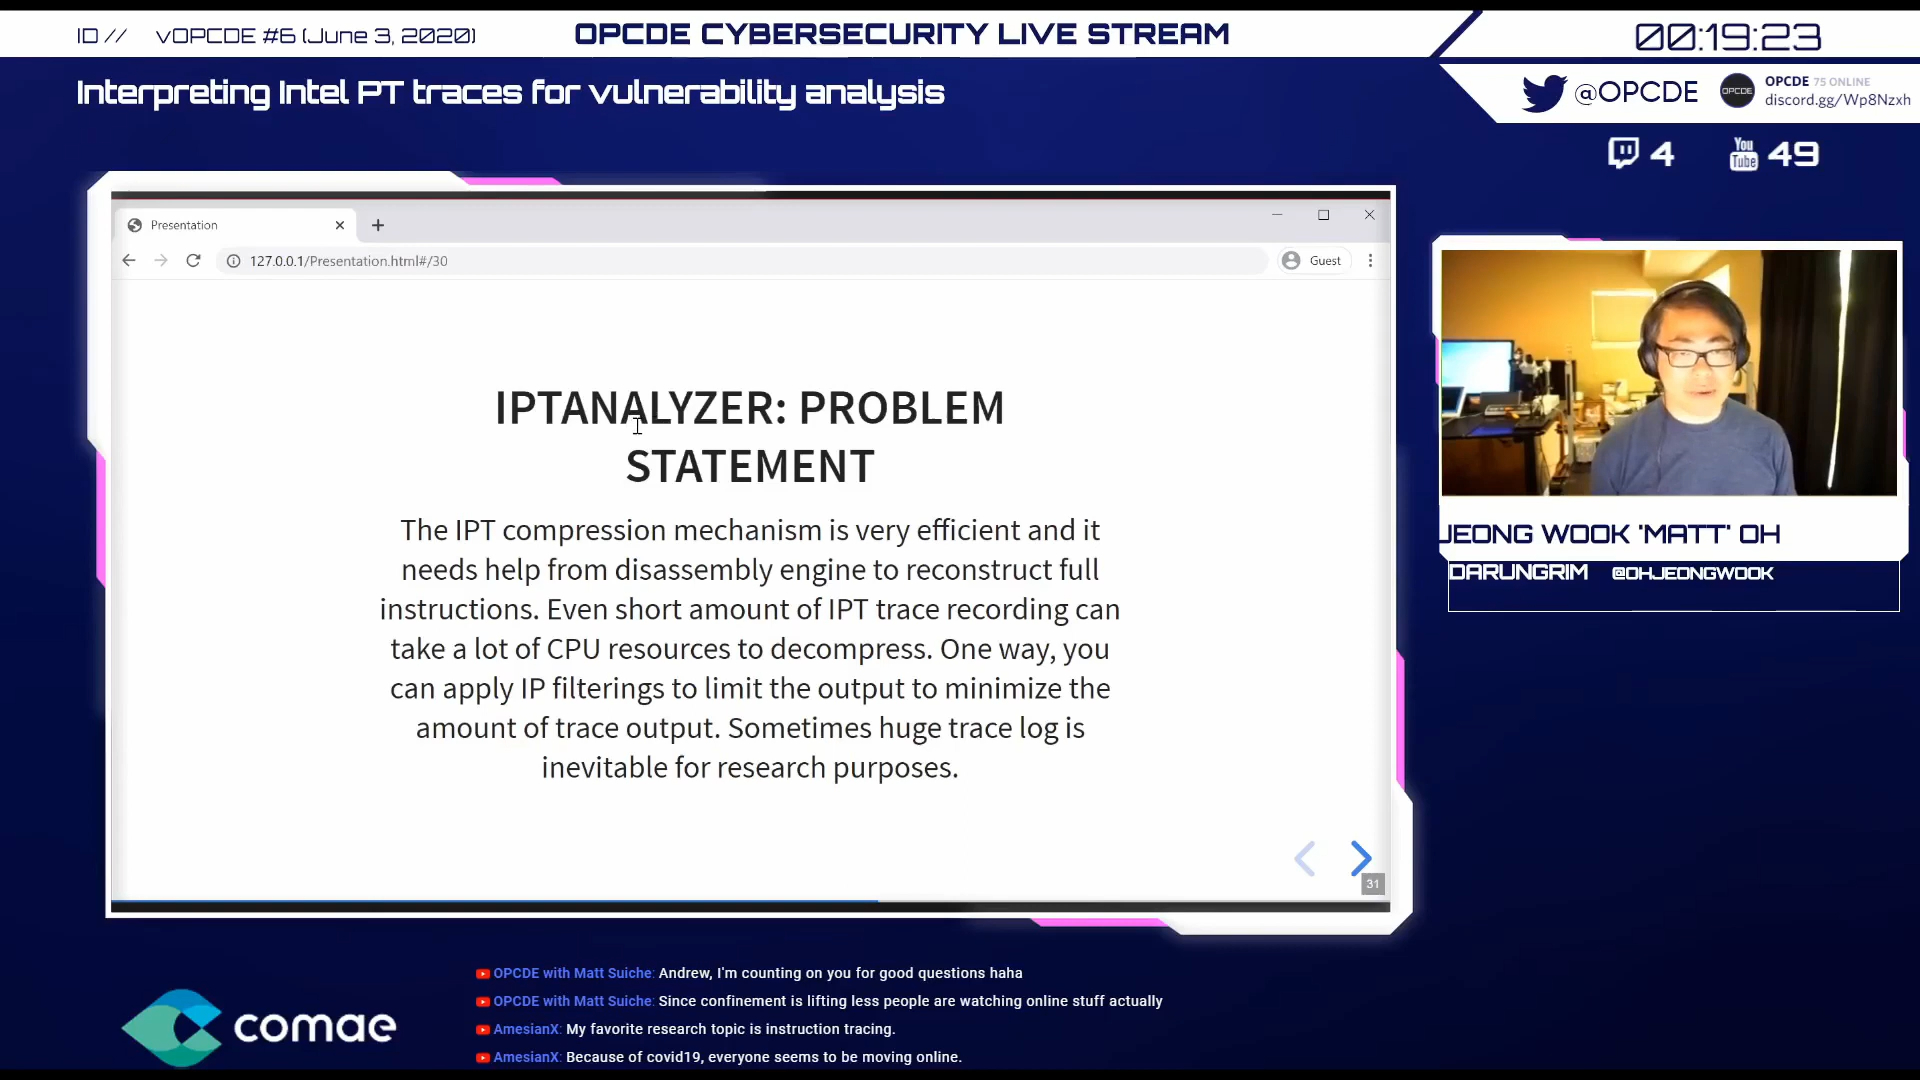 ID // vOPCDE #6 (June 3, 2020)
OPCDE CYBERSECURITY LIVE STREAM
00:19:23
Interpreting Intel PT traces for vulnerability analysis
@OPCDE
OPCDE
OPCDE 75 ONLINE
discord.gg/Wp8Nzxh
4
You
Tube
49
Presentation
127.0.0.1/Presentation.html#/30
Guest
IPTANALYZER: PROBLEM
STATEMENT
The IPT compression mechanism is very efficient and it
needs help from disassembly engine to reconstruct full
instructions. Even short amount of IPT trace recording can
take a lot of CPU resources to decompress. One way, you
can apply IP filterings to limit the output to minimize the
amount of trace output. Sometimes huge trace log is
inevitable for research purposes.
31
JEONG WOOK 'MATT' OH
DARUNGRIM @OHJEONGWOOK
comae
OPCDE with Matt Suiche: Andrew, I'm counting on you for good questions haha
OPCDE with Matt Suiche: Since confinement is lifting less people are watching online stuff actually
AmesianX: My favorite research topic is instruction tracing.
AmesianX: Because of covid19, everyone seems to be moving online.